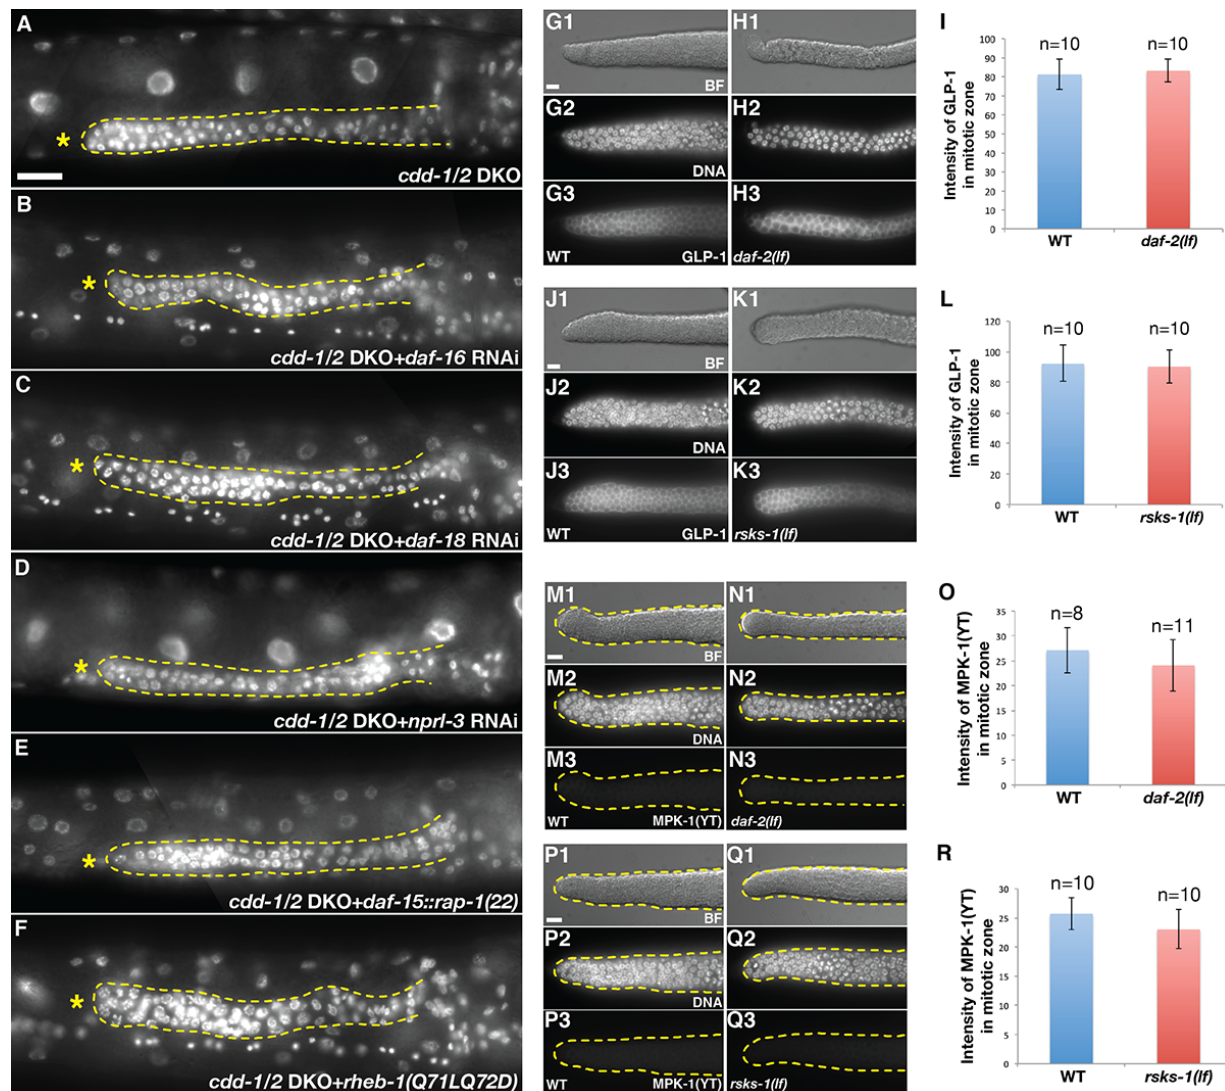 A
*
cdd-1/2 DKO
B
*
cdd-1/2 DKO+daf-16 RNAi
C
*
cdd-1/2 DKO+daf-18 RNAi
D
*
cdd-1/2 DKO+nprl-3 RNAi
E
*
cdd-1/2 DKO+daf-15::rap-1(22)
F
*
cdd-1/2 DKO+rheb-1(Q71LQ72D)
G1
BF
H1
G2
DNA
H2
G3
WT
GLP-1
H3
daf-2(lf)
I
Intensity of GLP-1
in mitotic zone
100
90
80
70
60
50
40
30
20
10
0
n=10
n=10
WT
daf-2(lf)
J1
BF
K1
J2
DNA
K2
J3
WT
GLP-1
K3
rsks-1(lf)
L
Intensity of GLP-1
in mitotic zone
120
100
80
60
40
20
0
n=10
n=10
WT
rsks-1(lf)
M1
BF
N1
M2
DNA
N2
M3
WT
MPK-1(YT)
N3
daf-2(lf)
O
Intensity of MPK-1(YT)
in mitotic zone
35
30
25
20
15
10
5
0
n=8
n=11
WT
daf-2(lf)
P1
BF
Q1
P2
DNA
Q2
P3
WT
MPK-1(YT)
Q3
rsks-1(lf)
R
Intensity of MPK-1(YT)
in mitotic zone
30
25
20
15
10
5
0
n=10
n=10
WT
rsks-1(lf)